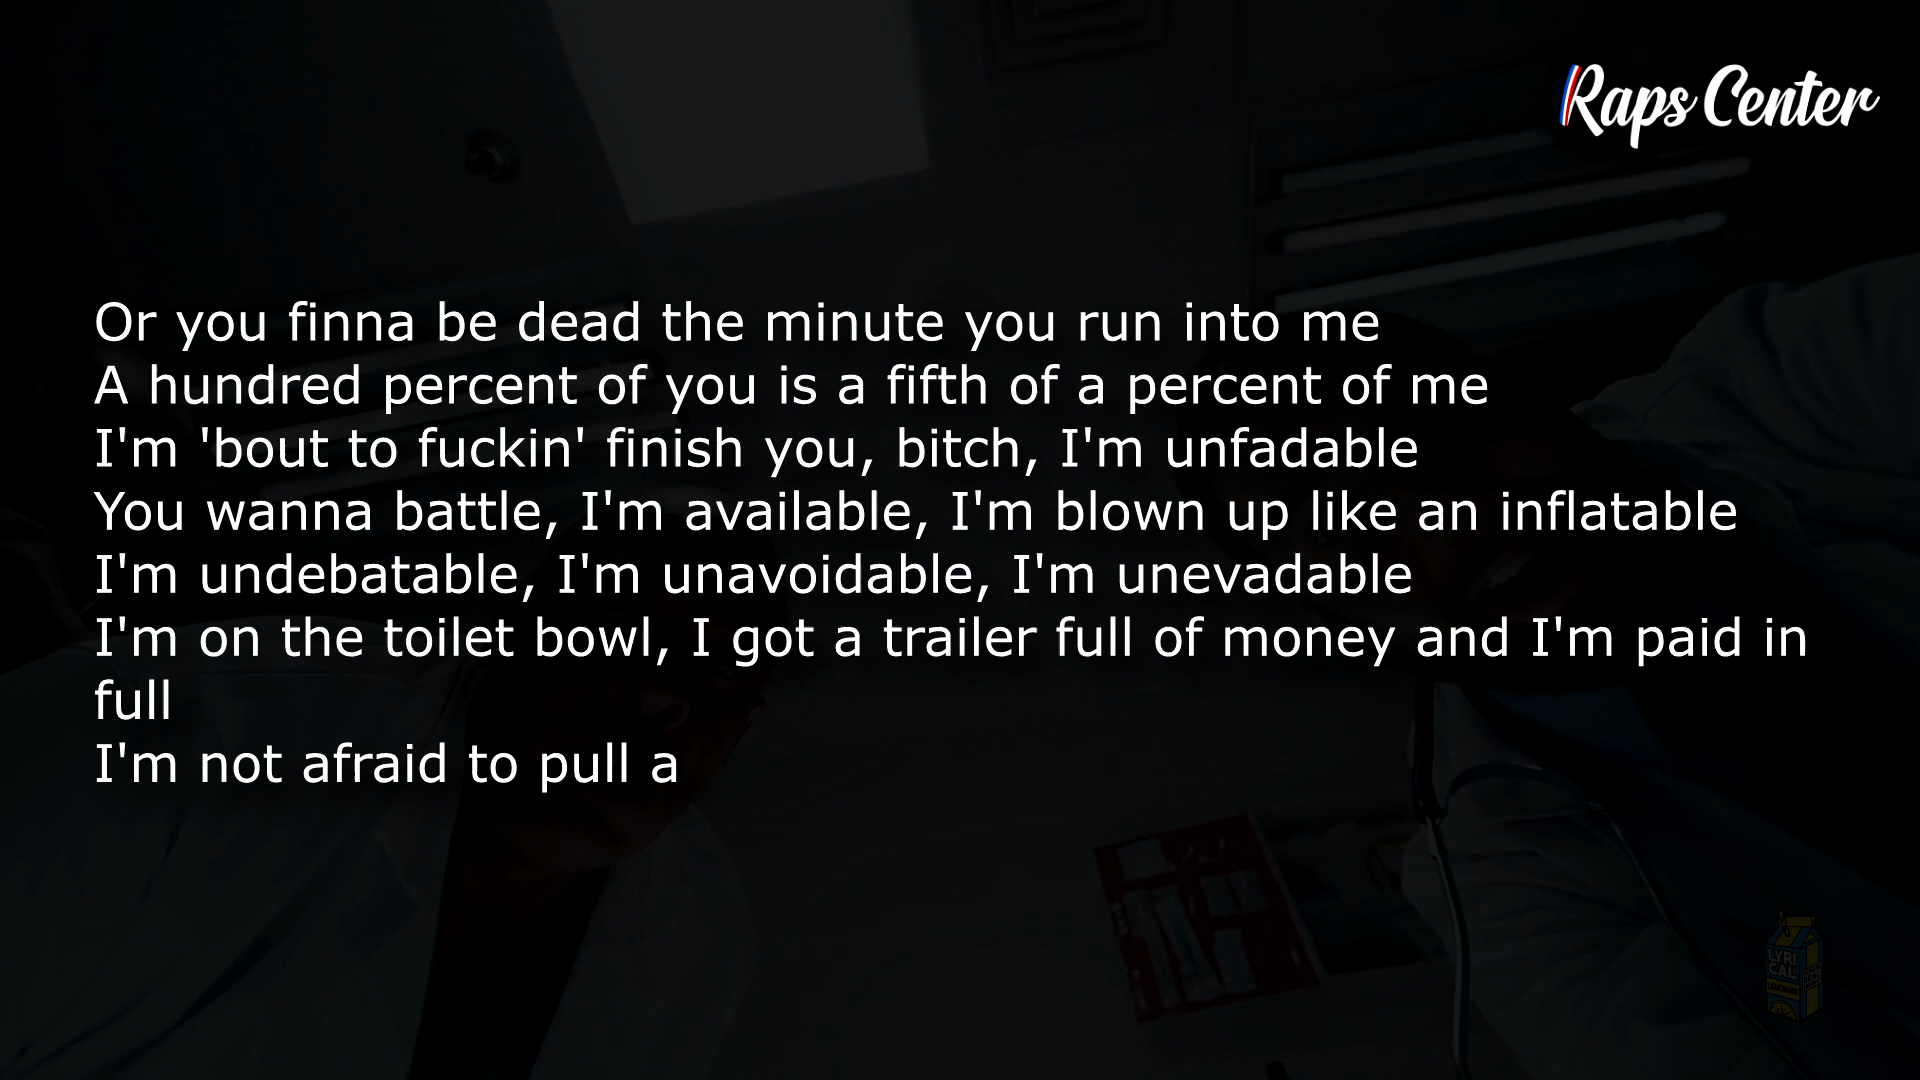 Raps Center
Or you finna be dead the minute you run into me
A hundred percent of you is a fifth of a percent of me
I'm 'bout to fuckin' finish you, bitch, I'm unfadable
You wanna battle, I'm available, I'm blown up like an inflatable
I'm undebatable, I'm unavoidable, I'm unevadable
I'm on the toilet bowl, I got a trailer full of money and I'm paid in
full
I'm not afraid to pull a
LYRI
CAL
LEMONADE